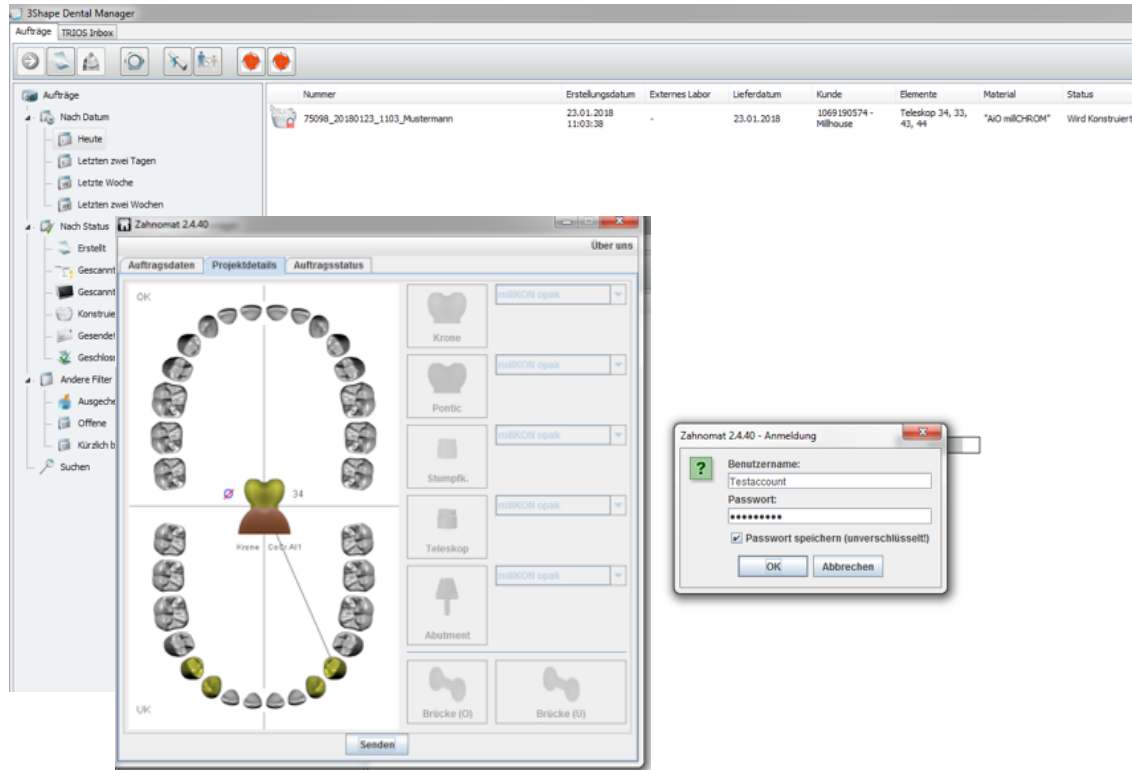 3Shape Dental Manager
Aufträge TRIOS Inbox
Aufträge
Nach Datum
Heute
Letzten zwei Tagen
Letzte Woche
Letzten zwei Wochen
Nach Status
Erstellt
Gescannt
Gescannt
Konstruie
Gesendet
Geschloss
Andere Filter
Ausgeche
Offene
Kürzlich b
Suchen
Nummer Erstellungsdatum Externes Labor Lieferdatum Kunde Elemente Material Status
75098_20180123_1103_Mustermann 23.01.2018 11:03:38 - 23.01.2018 1069190574 - Millhouse Teleskop 34, 33, 43, 44 "AiO millCHROM" Wird Konstruiert
Zahnomat 2.4.40
Über uns
Auftragsdaten Projektdetails Auftragsstatus
OK
34
Krone CoCr.Al1
UK
Krone millKON opak
Pontic millKON opak
Stumpfk. millKON opak
Teleskop millKON opak
Abutment millKON opak
Brücke (O) Brücke (U)
Senden
Zahnomat 2.4.40 - Anmeldung
Benutzername:
Testaccount
Passwort:
•••••••••
Passwort speichern (unverschlüsselt!)
OK Abbrechen